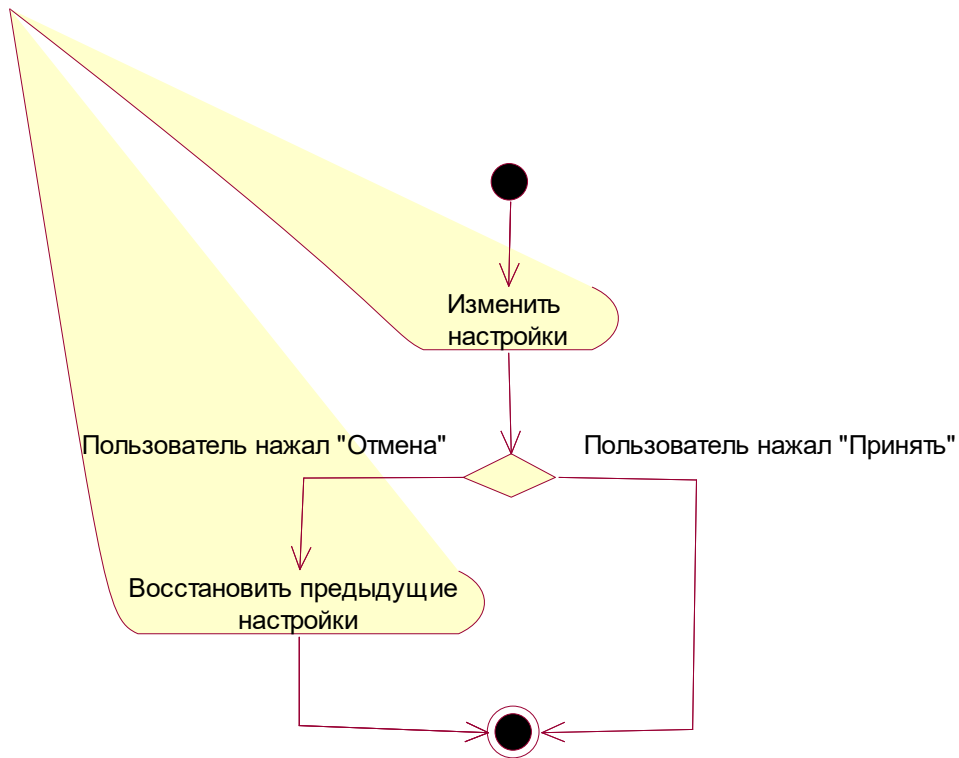 Изменить
настройки
Пользователь нажал "Отмена"
Пользователь нажал "Принять"
Восстановить предыдущие
настройки